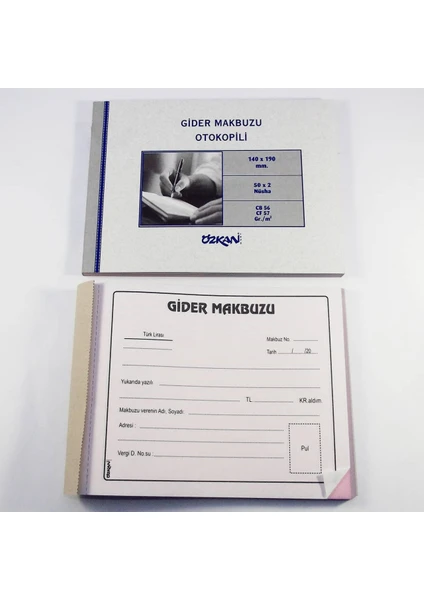 GİDER MAKBUZU
OTOKOPİLİ
140 x 190
mm.
50 x 2
Nüsha
CB 56
CF 57
Gr./m²
ÖZKAN
GİDER MAKBUZU
Türk Lirası
Makbuz No.
Tarih / /20
Yukarıda yazılı TL KR aldım
Makbuzu verenin Adı, Soyadı:
Adresi :
Vergi D. No.su :
Pul
ÖZKAN